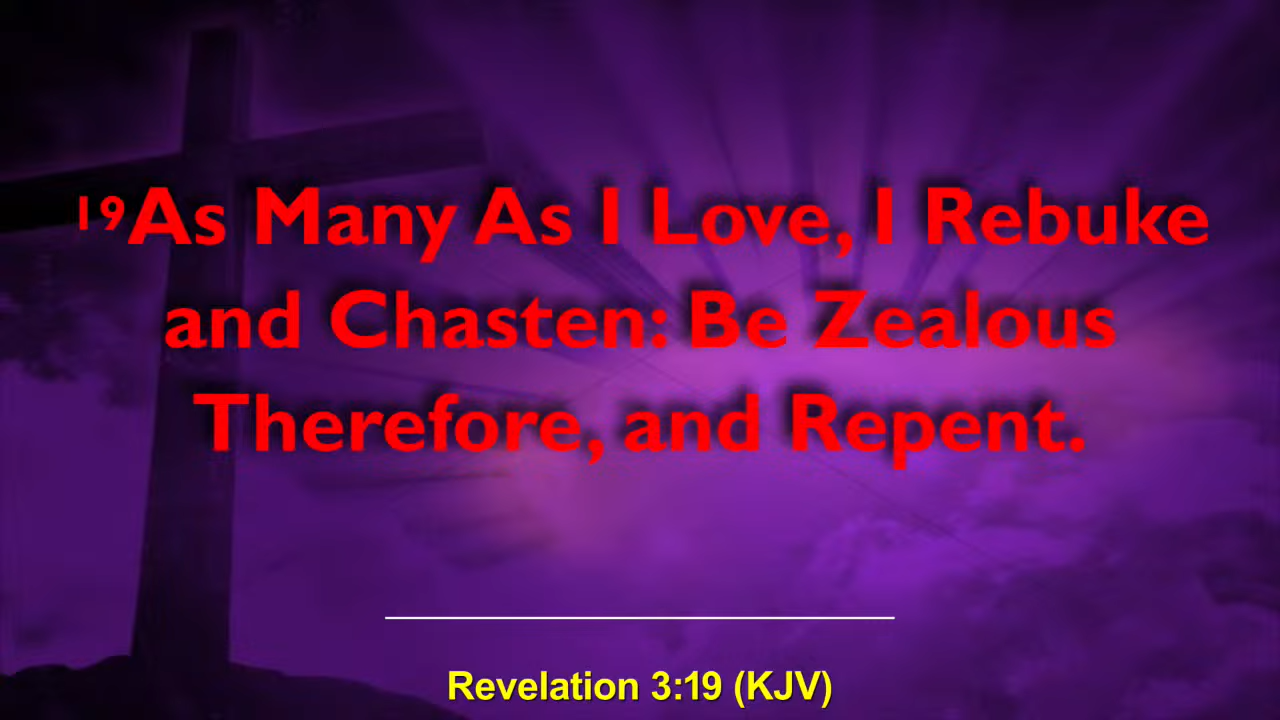 19As Many As I Love, I Rebuke
and Chasten: Be Zealous
Therefore, and Repent.
Revelation 3:19 (KJV)